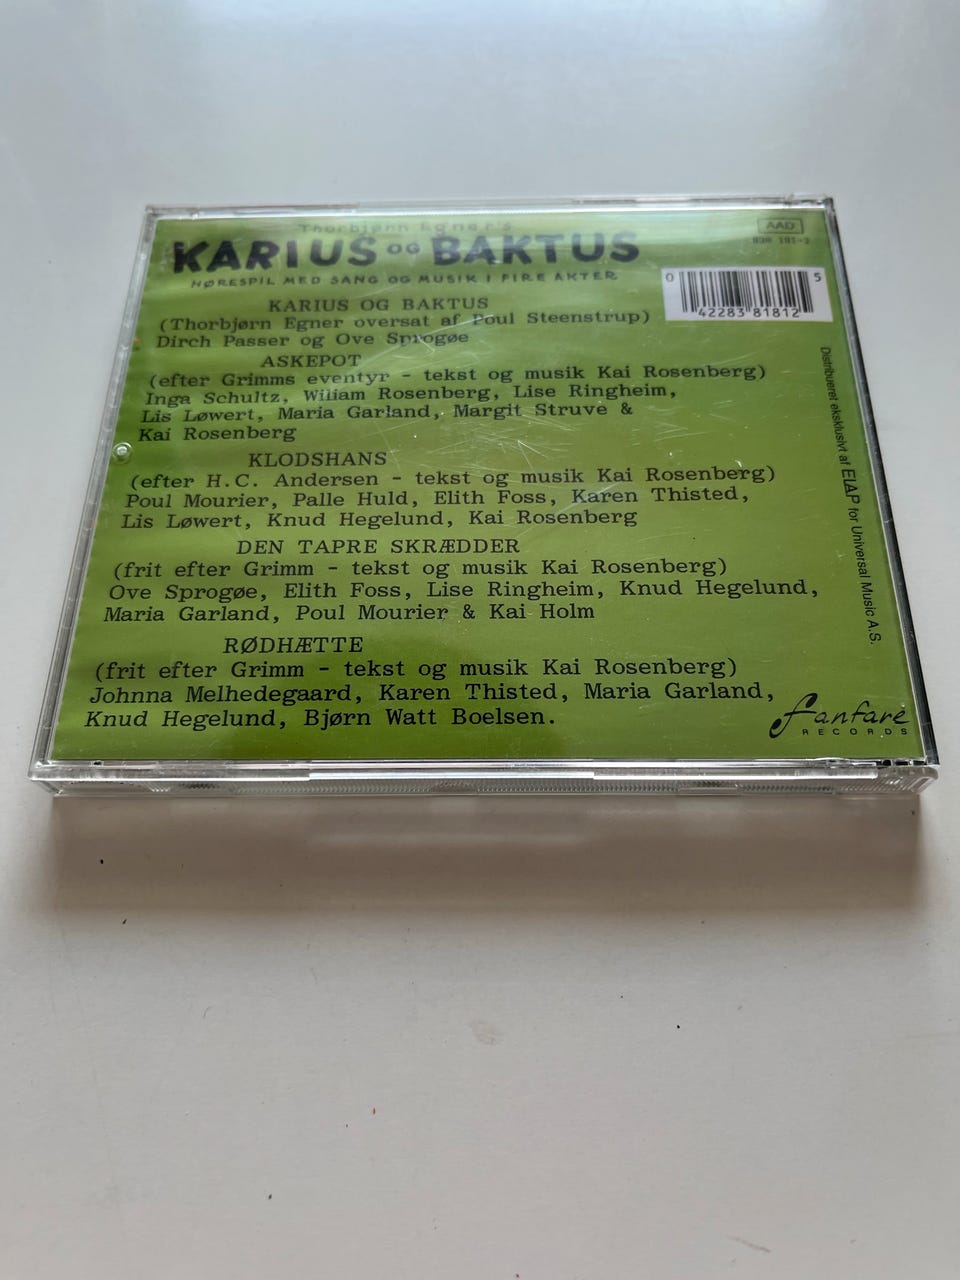 Thorbjørn Egner's
KARIUS OG BAKTUS
HØRESPIL MED SANG OG MUSIK I FIRE AKTER
AAD
838 181-2
0 42283 81812 5
KARIUS OG BAKTUS
(Thorbjørn Egner oversat af Poul Steenstrup)
Dirch Passer og Ove Sprogøe
ASKEPOT
(efter Grimms eventyr - tekst og musik Kai Rosenberg)
Inga Schultz, Wiliam Rosenberg, Lise Ringheim,
Lis Løwert, Maria Garland, Margit Struve &
Kai Rosenberg
KLODSHANS
(efter H.C. Andersen - tekst og musik Kai Rosenberg)
Poul Mourier, Palle Huld, Elith Foss, Karen Thisted,
Lis Løwert, Knud Hegelund, Kai Rosenberg
DEN TAPRE SKRÆDDER
(frit efter Grimm - tekst og musik Kai Rosenberg)
Ove Sprogøe, Elith Foss, Lise Ringheim, Knud Hegelund,
Maria Garland, Poul Mourier & Kai Holm
RØDHÆTTE
(frit efter Grimm - tekst og musik Kai Rosenberg)
Johnna Melhedegaard, Karen Thisted, Maria Garland,
Knud Hegelund, Bjørn Watt Boelsen.
Distribueret eksklusivt af ElAP for Universal Music A.S.
fanfare
RECORDS